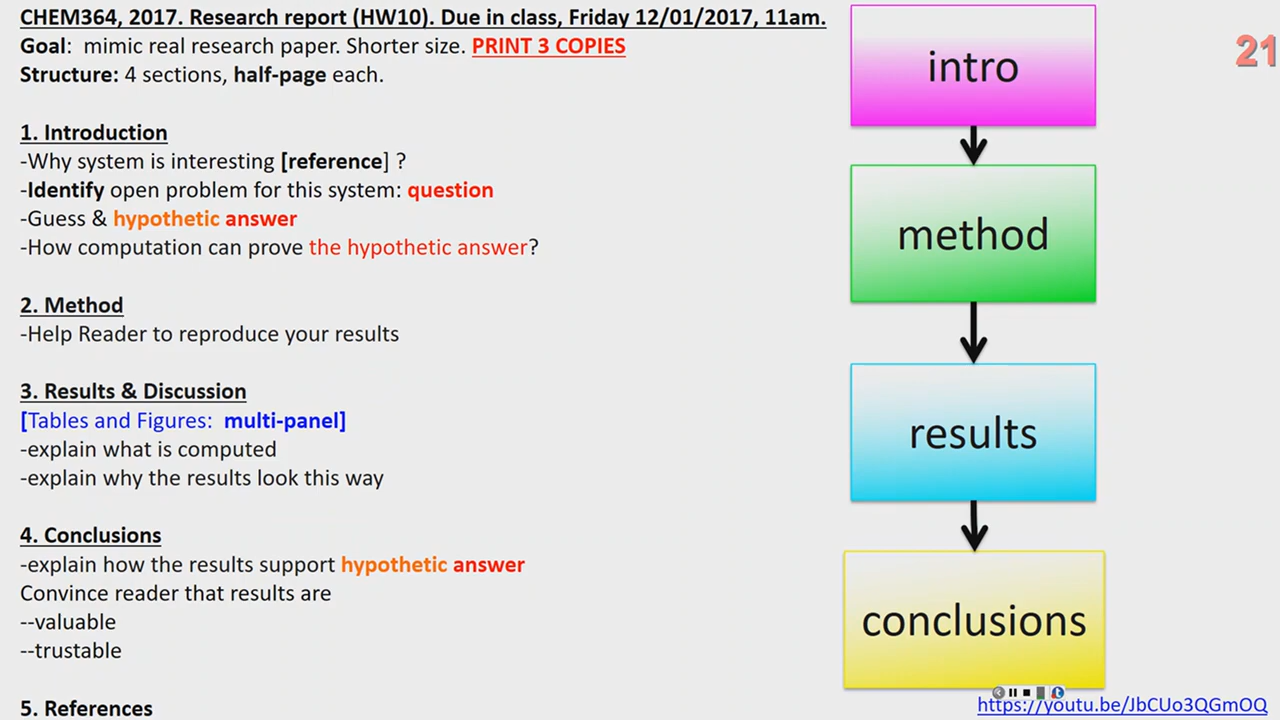 CHEM364, 2017. Research report (HW10). Due in class, Friday 12/01/2017, 11am.
Goal: mimic real research paper. Shorter size. PRINT 3 COPIES
Structure: 4 sections, half-page each.
1. Introduction
-Why system is interesting [reference] ?
-Identify open problem for this system: question
-Guess & hypothetic answer
-How computation can prove the hypothetic answer?
2. Method
-Help Reader to reproduce your results
3. Results & Discussion
[Tables and Figures: multi-panel]
-explain what is computed
-explain why the results look this way
4. Conclusions
-explain how the results support hypothetic answer
Convince reader that results are
--valuable
--trustable
5. References
intro
method
results
conclusions
21
https://youtu.be/JbCUo3QGmOQ